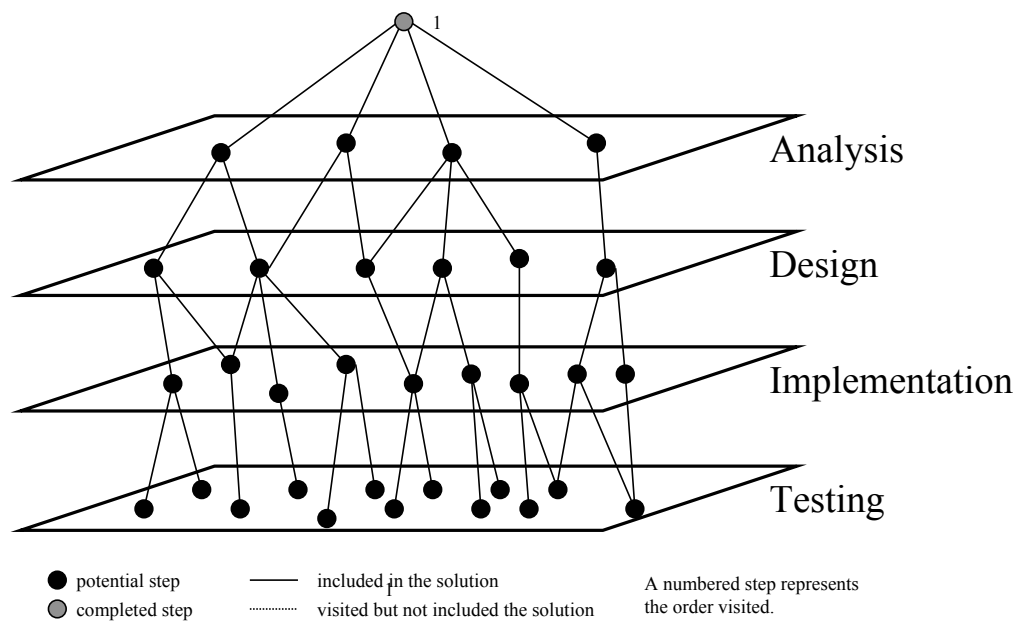 1
Analysis
Design
Implementation
Testing
potential step
included in the solution
A numbered step represents
the order visited.
completed step
visited but not included the solution